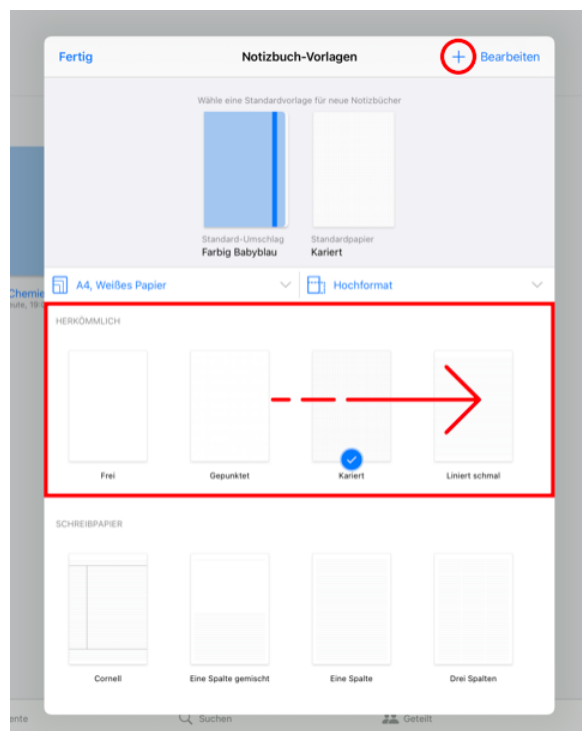 Fertig Notizbuch-Vorlagen + Bearbeiten
Wähle eine Standardvorlage für neue Notizbücher
Standard-Umschlag Standardpapier
Farbig Babyblau Kariert
A4, Weißes Papier Hochformat
Chemie
HERKÖMMLICH
Frei Gepunktet Kariert Liniert schmal
SCHREIBPAPIER
Cornell Eine Spalte gemischt Eine Spalte Drei Spalten
Suchen Geteilt